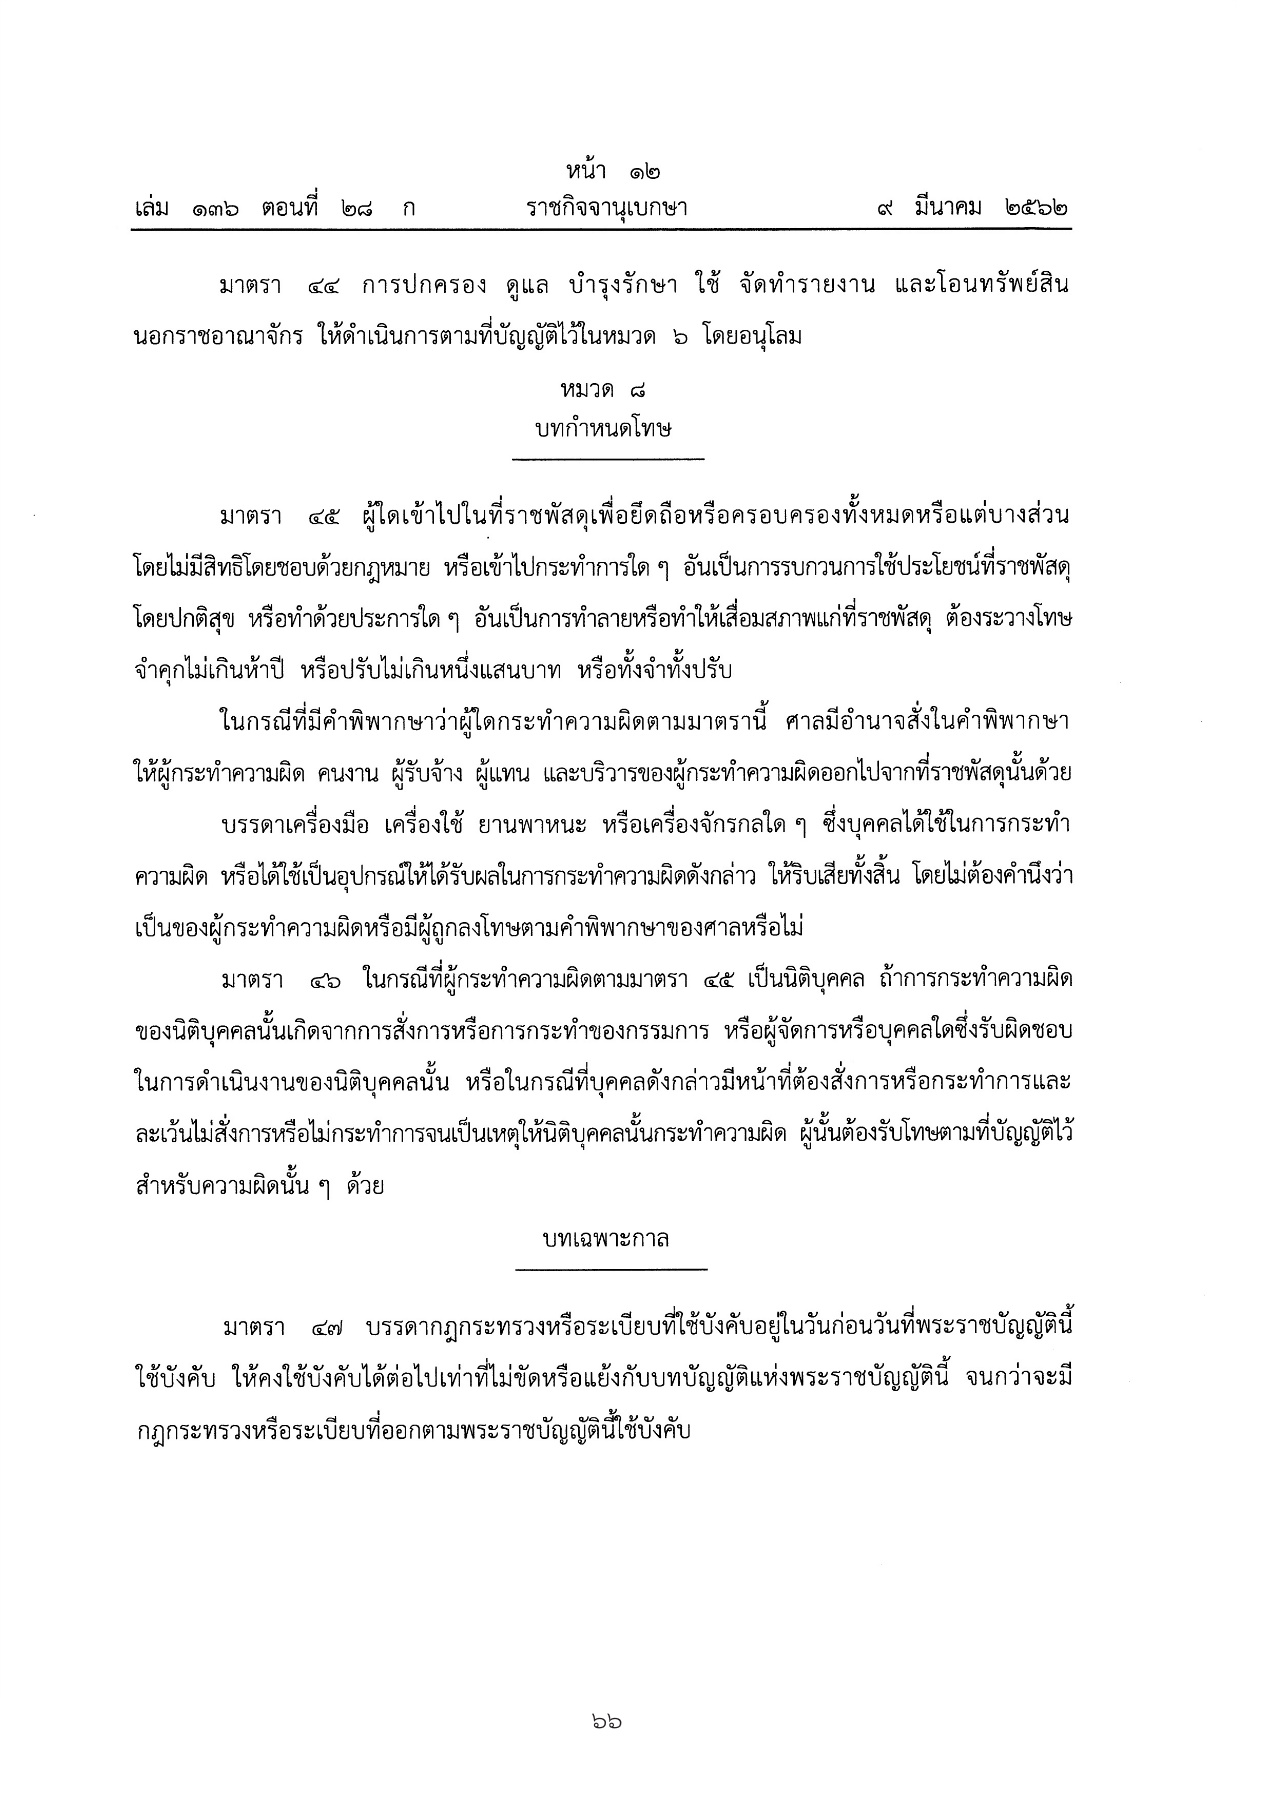 หน้า ๑๒
เล่ม ๑๓๖ ตอนที่ ๒๘ ก ราชกิจจานุเบกษา ๙ มีนาคม ๒๕๖๒
มาตรา ๔๔ การปกครอง ดูแล บำรุงรักษา ใช้ จัดทำรายงาน และโอนทรัพย์สิน
นอกราชอาณาจักร ให้ดำเนินการตามที่บัญญัติไว้ในหมวด ๖ โดยอนุโลม
หมวด ๘
บทกำหนดโทษ
มาตรา ๔๕ ผู้ใดเข้าไปในที่ราชพัสดุเพื่อยึดถือหรือครอบครองทั้งหมดหรือแต่บางส่วน
โดยไม่มีสิทธิโดยชอบด้วยกฎหมาย หรือเข้าไปกระทำการใด ๆ อันเป็นการรบกวนการใช้ประโยชน์ที่ราชพัสดุ
โดยปกติสุข หรือทำด้วยประการใด ๆ อันเป็นการทำลายหรือทำให้เสื่อมสภาพแก่ที่ราชพัสดุ ต้องระวางโทษ
จำคุกไม่เกินห้าปี หรือปรับไม่เกินหนึ่งแสนบาท หรือทั้งจำทั้งปรับ
ในกรณีที่มีคำพิพากษาว่าผู้ใดกระทำความผิดตามมาตรานี้ ศาลมีอำนาจสั่งในคำพิพากษา
ให้ผู้กระทำความผิด คนงาน ผู้รับจ้าง ผู้แทน และบริวารของผู้กระทำความผิดออกไปจากที่ราชพัสดุนั้นด้วย
บรรดาเครื่องมือ เครื่องใช้ ยานพาหนะ หรือเครื่องจักรกลใด ๆ ซึ่งบุคคลได้ใช้ในการกระทำ
ความผิด หรือได้ใช้เป็นอุปกรณ์ให้ได้รับผลในการกระทำความผิดดังกล่าว ให้ริบเสียทั้งสิ้น โดยไม่ต้องคำนึงว่า
เป็นของผู้กระทำความผิดหรือมีผู้ถูกลงโทษตามคำพิพากษาของศาลหรือไม่
มาตรา ๔๖ ในกรณีที่ผู้กระทำความผิดตามมาตรา ๔๕ เป็นนิติบุคคล ถ้าการกระทำความผิด
ของนิติบุคคลนั้นเกิดจากการสั่งการหรือการกระทำของกรรมการ หรือผู้จัดการหรือบุคคลใดซึ่งรับผิดชอบ
ในการดำเนินงานของนิติบุคคลนั้น หรือในกรณีที่บุคคลดังกล่าวมีหน้าที่ต้องสั่งการหรือกระทำการและ
ละเว้นไม่สั่งการหรือไม่กระทำการจนเป็นเหตุให้นิติบุคคลนั้นกระทำความผิด ผู้นั้นต้องรับโทษตามที่บัญญัติไว้
สำหรับความผิดนั้น ๆ ด้วย
บทเฉพาะกาล
มาตรา ๔๗ บรรดากฎกระทรวงหรือระเบียบที่ใช้บังคับอยู่ในวันก่อนวันที่พระราชบัญญัตินี้
ใช้บังคับ ให้คงใช้บังคับได้ต่อไปเท่าที่ไม่ขัดหรือแย้งกับบทบัญญัติแห่งพระราชบัญญัตินี้ จนกว่าจะมี
กฎกระทรวงหรือระเบียบที่ออกตามพระราชบัญญัตินี้ใช้บังคับ
๖๖